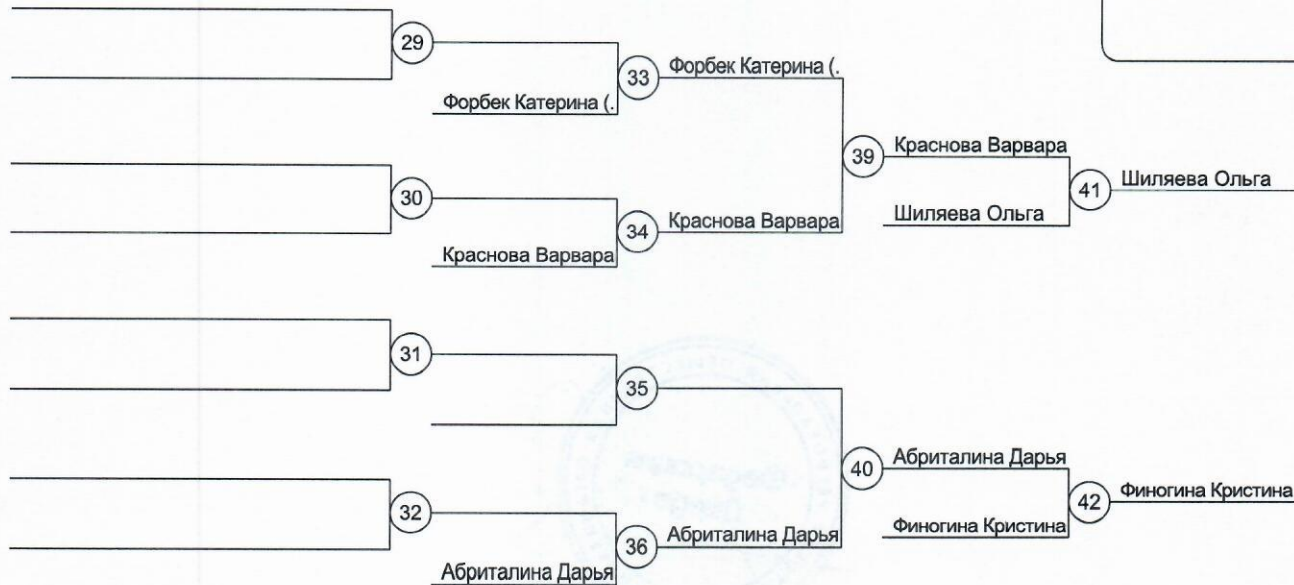 29
33
Форбек Катерина (.
Форбек Катерина (.
39
Краснова Варвара
30
41
Шиляева Ольга
Шиляева Ольга
34
Краснова Варвара
Краснова Варвара
31
35
40
Абриталина Дарья
32
42
Финогина Кристина
Финогина Кристина
36
Абриталина Дарья
Абриталина Дарья